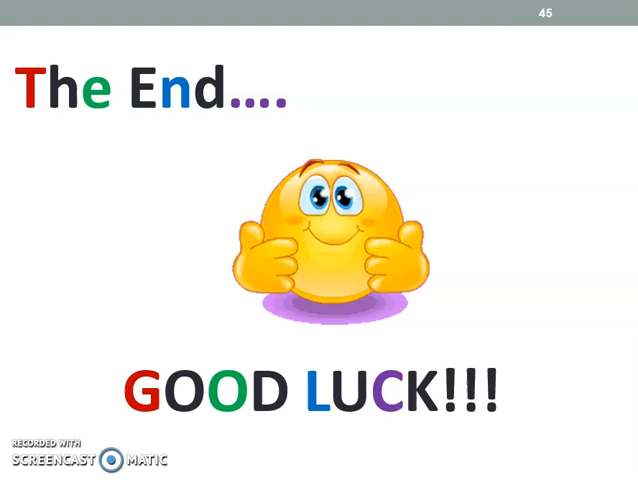 45
The End....
GOOD LUCK!!!
RECORDED WITH
SCREENCAST MATIC